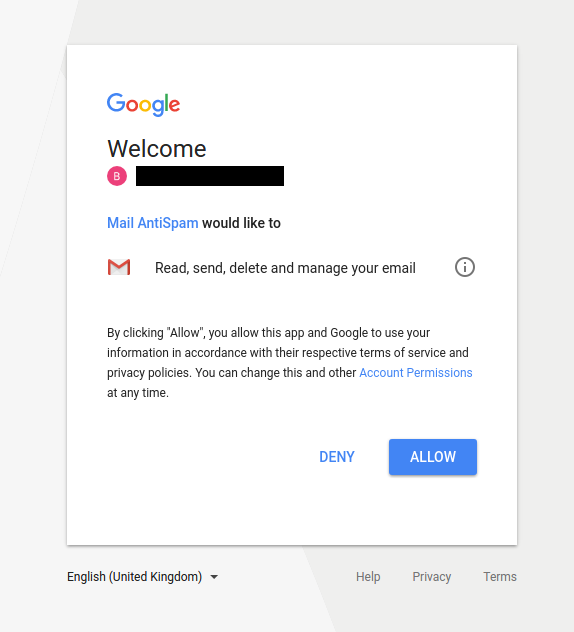 Google
Welcome
B
Mail AntiSpam would like to
Read, send, delete and manage your email
By clicking "Allow", you allow this app and Google to use your
information in accordance with their respective terms of service and
privacy policies. You can change this and other Account Permissions
at any time.
DENY ALLOW
English (United Kingdom) Help Privacy Terms